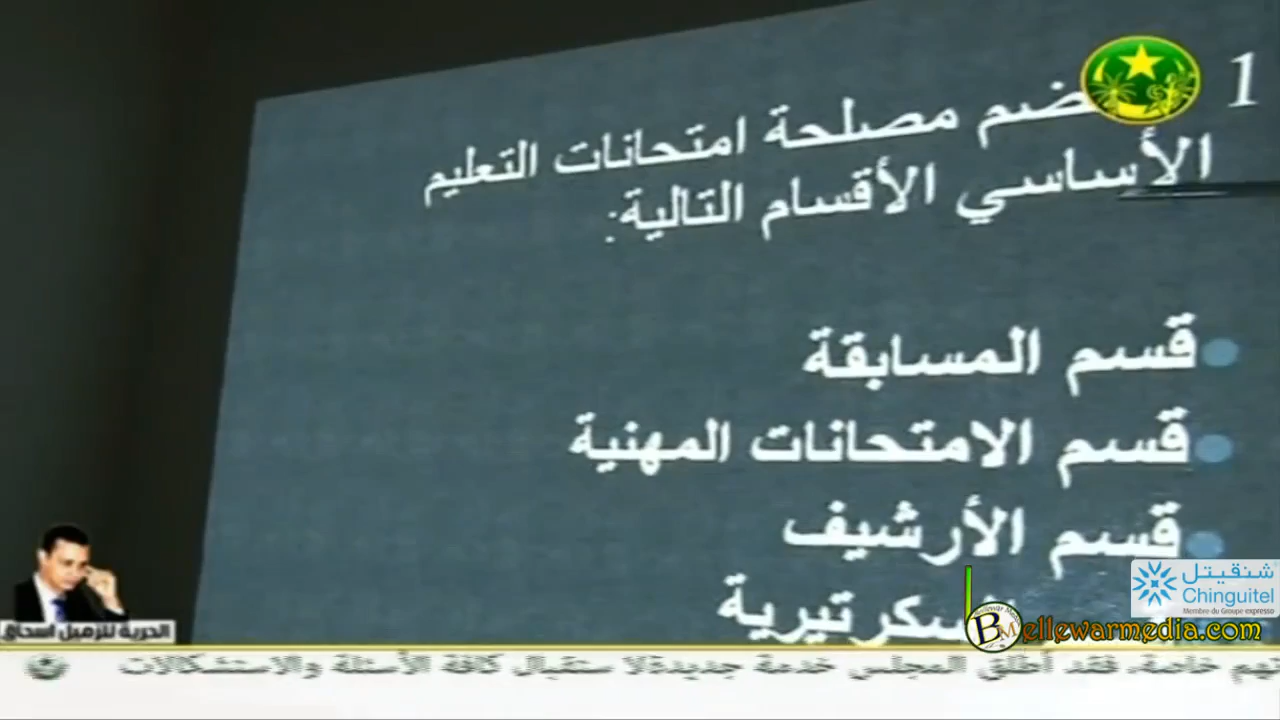 1
تضم مصلحة امتحانات التعليم
الأساسي الأقسام التالية:
قسم المسابقة
قسم الامتحانات المهنية
قسم الأرشيف
السكرتيرية
شنقيتل
Chinguitel
Membre du Groupe expresso
Bellewarmedia.com
الحرية للزميل اسحاق
خاصة، فقد أطلق المجلس خدمة جديدة لاستقبال كافة الأسئلة والاستشكالات